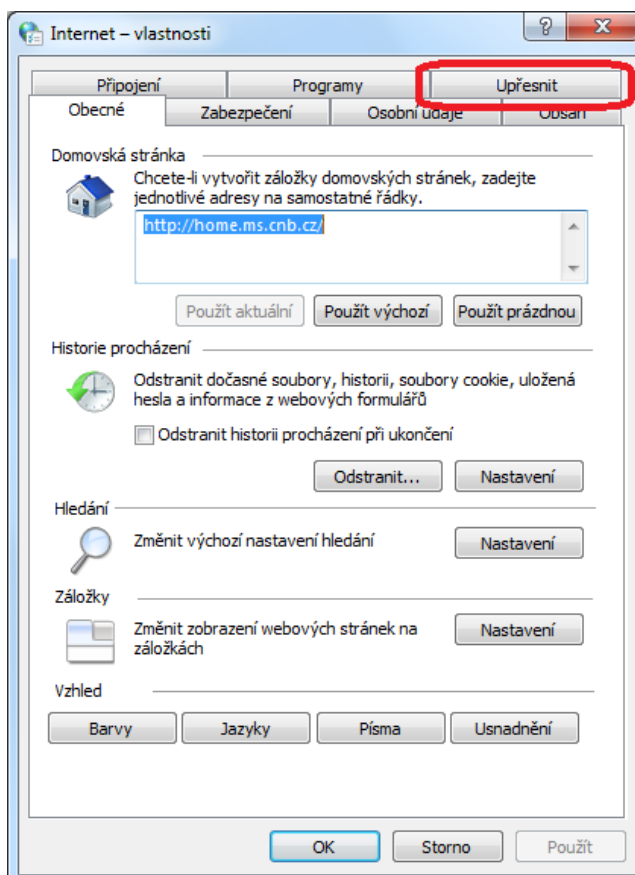 Internet – vlastnosti
Připojení
Programy
Upřesnit
Obecné
Zabezpečení
Osobní údaje
Obsah
Domovská stránka
Chcete-li vytvořit záložky domovských stránek, zadejte
jednotlivé adresy na samostatné řádky.
http://home.ms.cnb.cz/
Použít aktuální
Použít výchozí
Použít prázdnou
Historie procházení
Odstranit dočasné soubory, historii, soubory cookie, uložená
hesla a informace z webových formulářů
Odstranit historii procházení při ukončení
Odstranit...
Nastavení
Hledání
Změnit výchozí nastavení hledání
Nastavení
Záložky
Změnit zobrazení webových stránek na
záložkách
Nastavení
Vzhled
Barvy
Jazyky
Písma
Usnadnění
OK
Storno
Použít